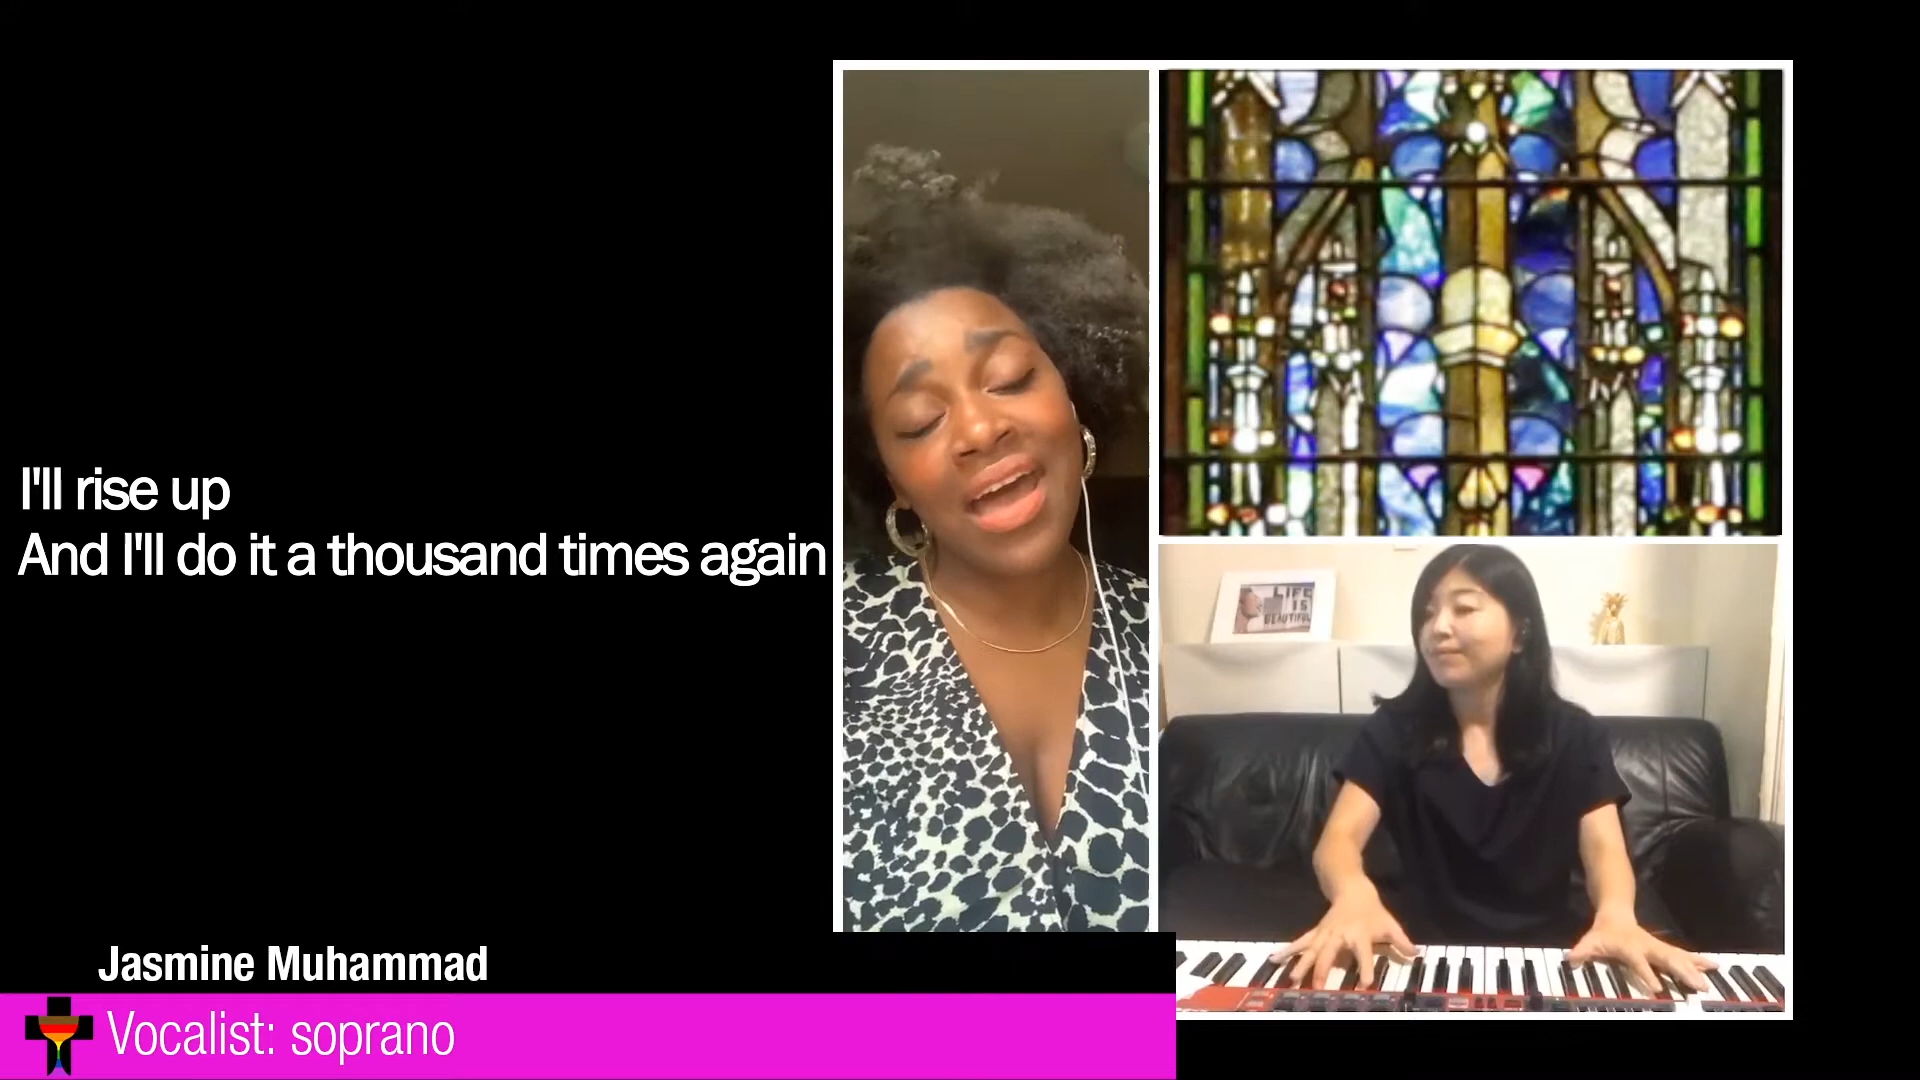 I'll rise up
And I'll do it a thousand times again
LIFE
IS
BEAUTIFUL
Jasmine Muhammad
Vocalist: soprano